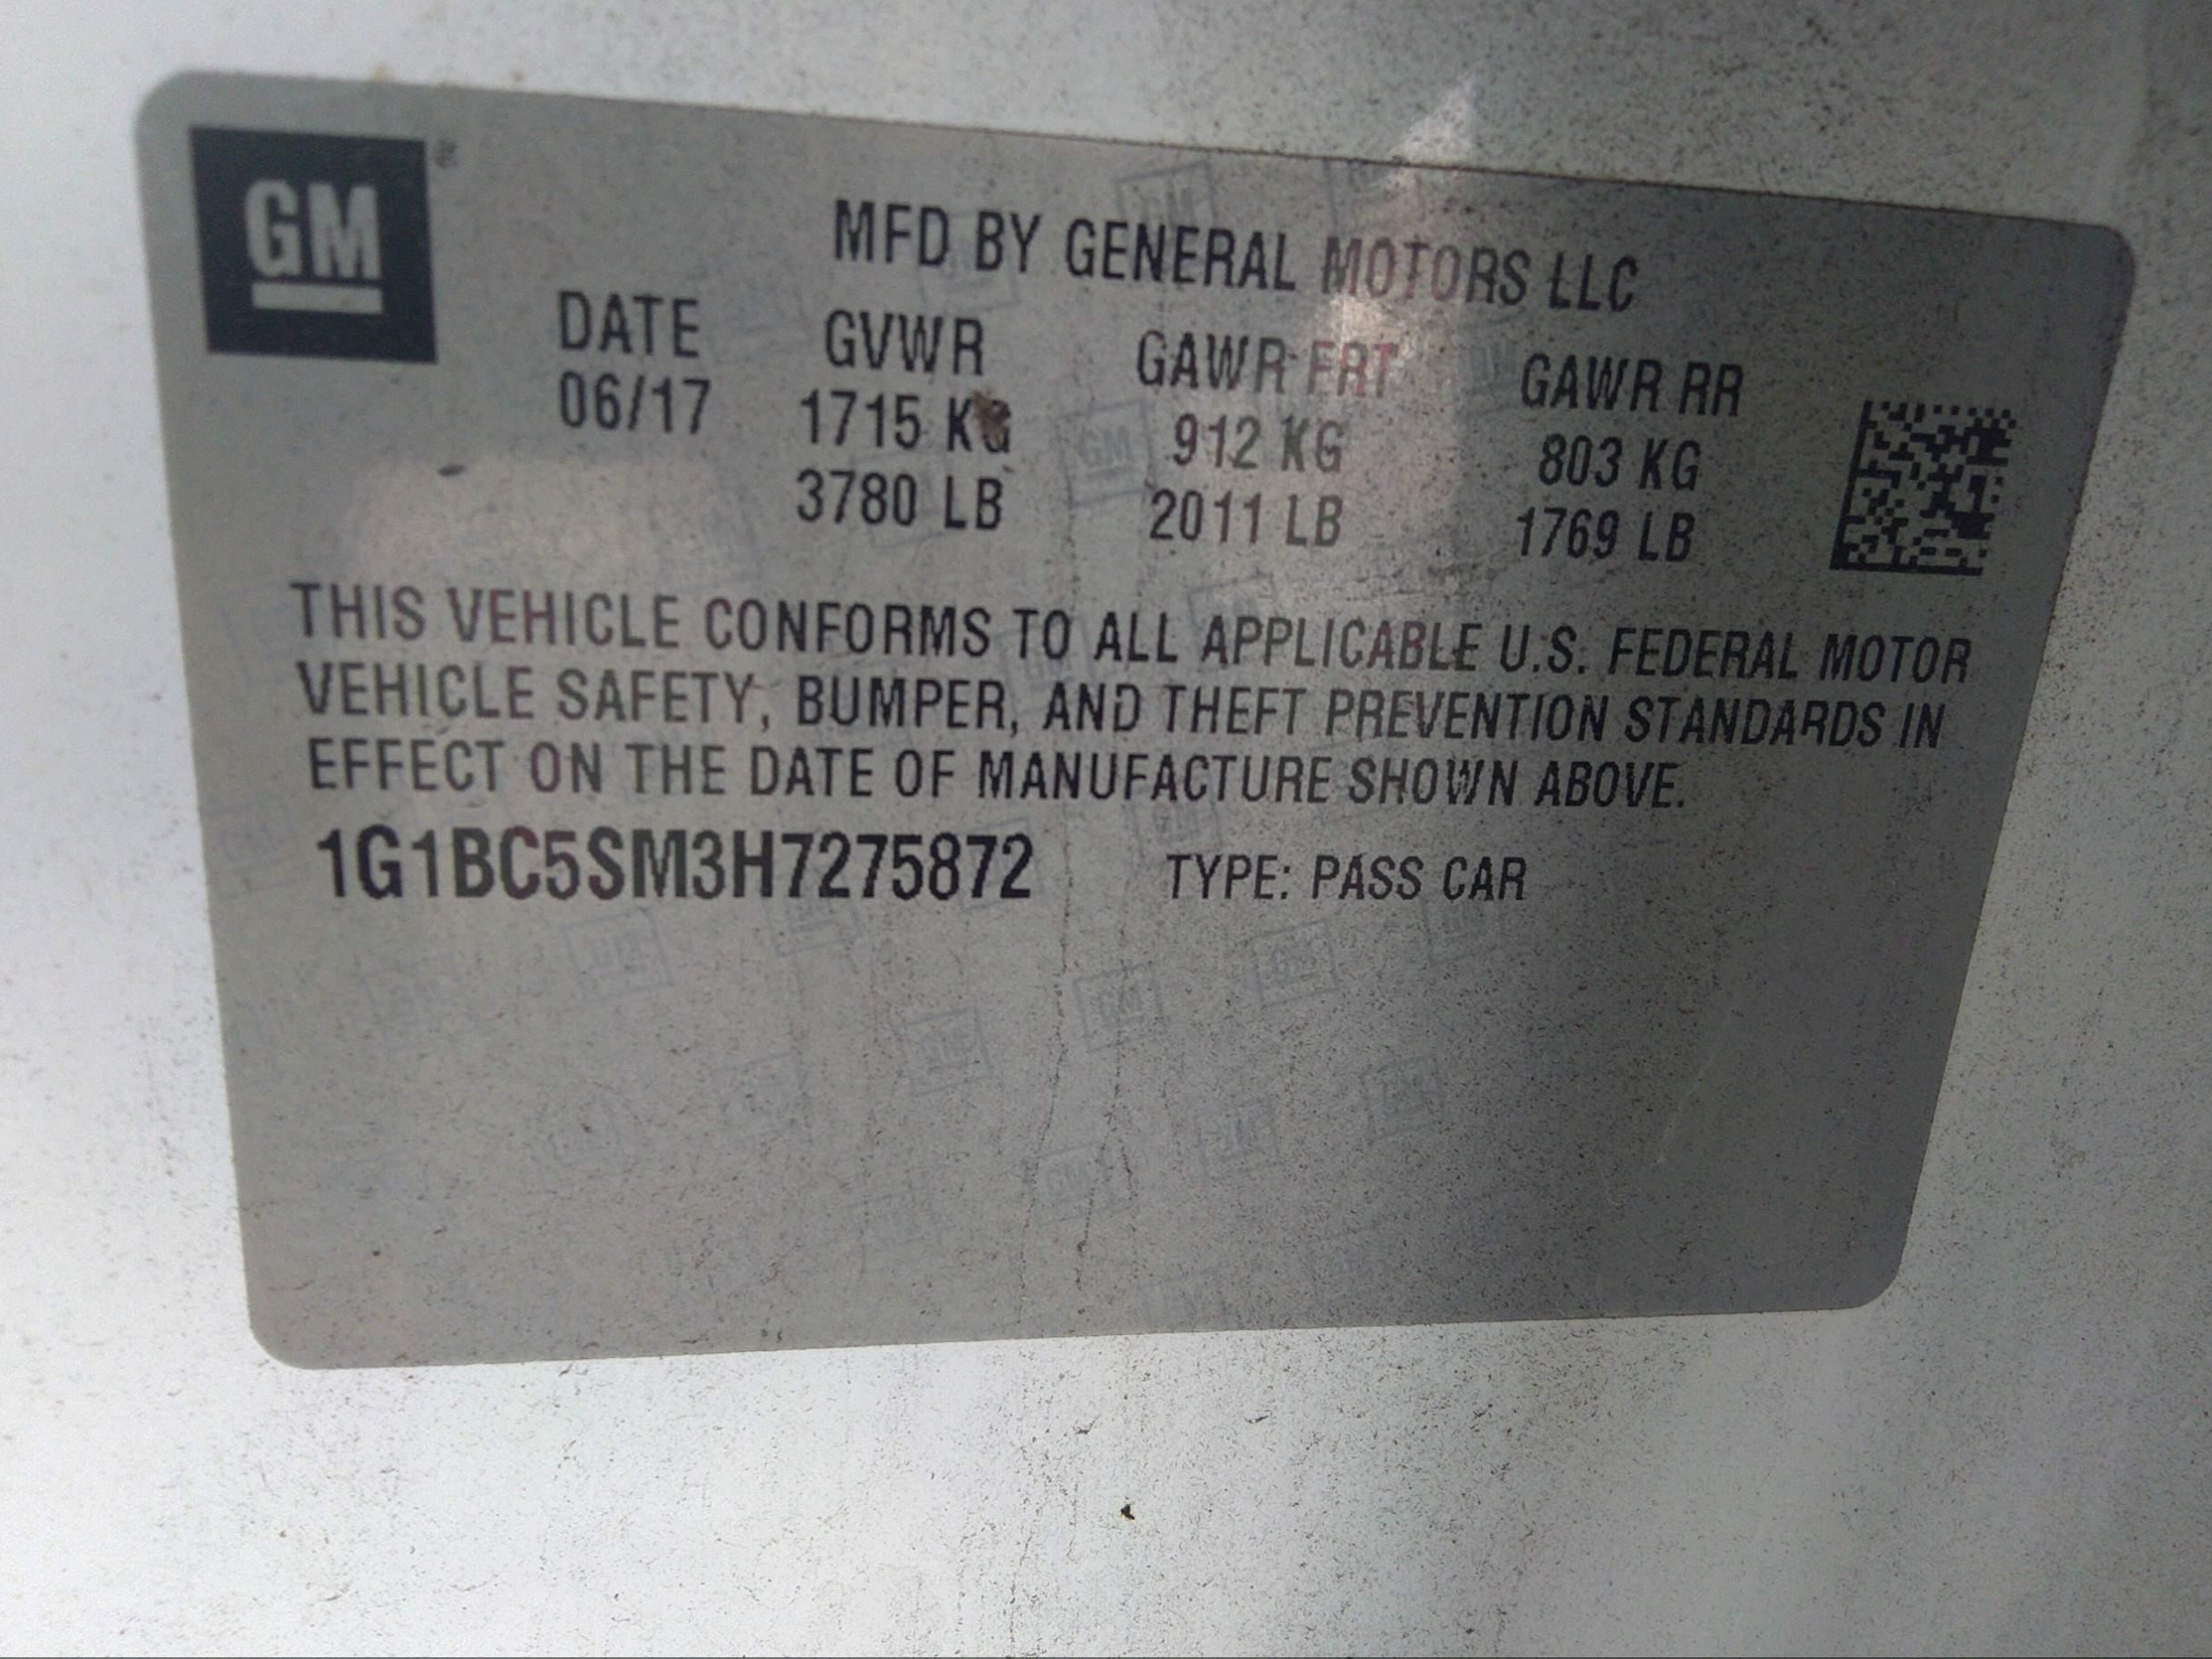 GM
MFD BY GENERAL MOTORS LLC
DATE GVWR GAWR FRT GAWR RR
06/17 1715 KG 912 KG 803 KG
3780 LB 2011 LB 1769 LB
THIS VEHICLE CONFORMS TO ALL APPLICABLE U.S. FEDERAL MOTOR
VEHICLE SAFETY, BUMPER, AND THEFT PREVENTION STANDARDS IN
EFFECT ON THE DATE OF MANUFACTURE SHOWN ABOVE.
1G1BC5SM3H7275872 TYPE: PASS CAR